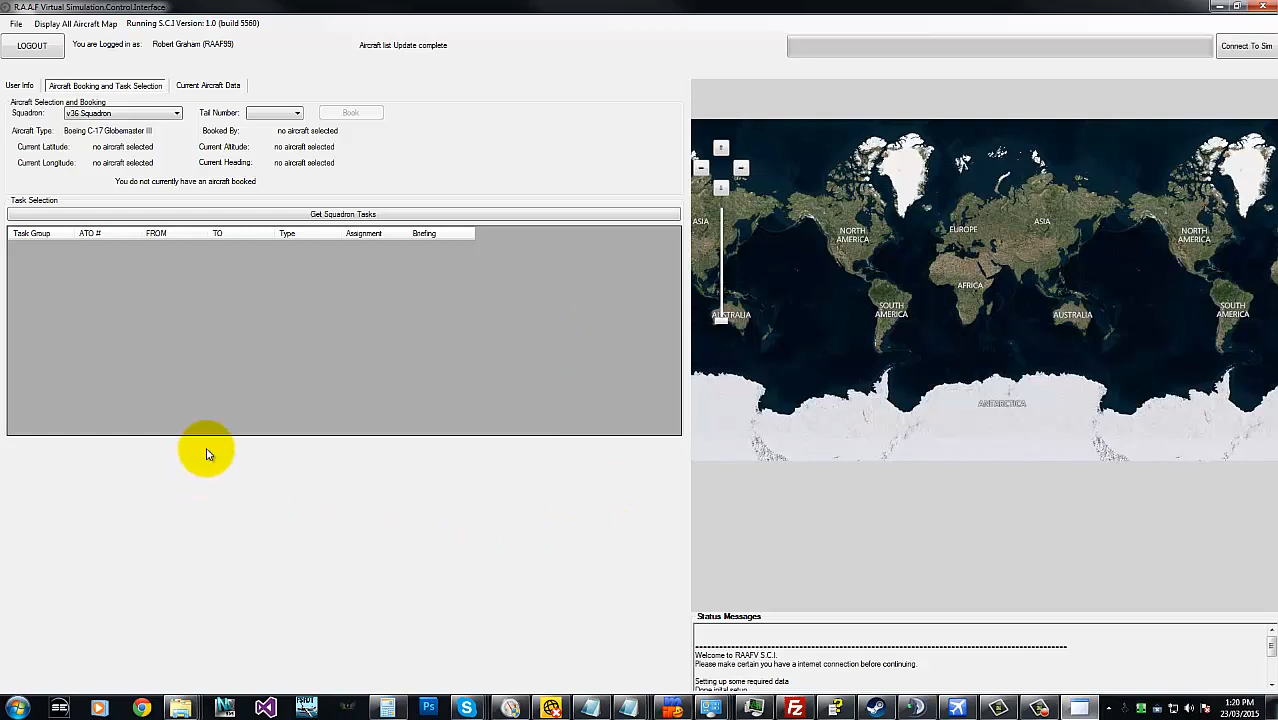 R.A.A.F Virtual Simulation.Control.Interface
File Display All Aircraft Map Running S.C.I Version: 1.0 (build 5560)
LOGOUT You are Logged in as: Robert Graham (RAAF99) Aircraft list Update complete Connect To Sim
User Info Aircraft Booking and Task Selection Current Aircraft Data
Aircraft Selection and Booking
Squadron: v36 Squadron Tail Number: Book
Aircraft Type: Boeing C-17 Globemaster III Booked By: no aircraft selected
Current Latitude: no aircraft selected Current Altitude: no aircraft selected
Current Longitude: no aircraft selected Current Heading: no aircraft selected
You do not currently have an aircraft booked
Task Selection
Get Squadron Tasks
Task Group ATO # FROM TO Type Assignment Briefing
ASIA NORTH AMERICA EUROPE ASIA NORTH AMERICA
AFRICA
AUSTRALIA SOUTH AMERICA AUSTRALIA SOUTH AMERICA
ANTARCTICA
Status Messages
Welcome to RAAFV S.C.I.
Please make certain you have a internet connection before continuing.
Setting up some required data
Done inital setup
1:20 PM
23/03/2015